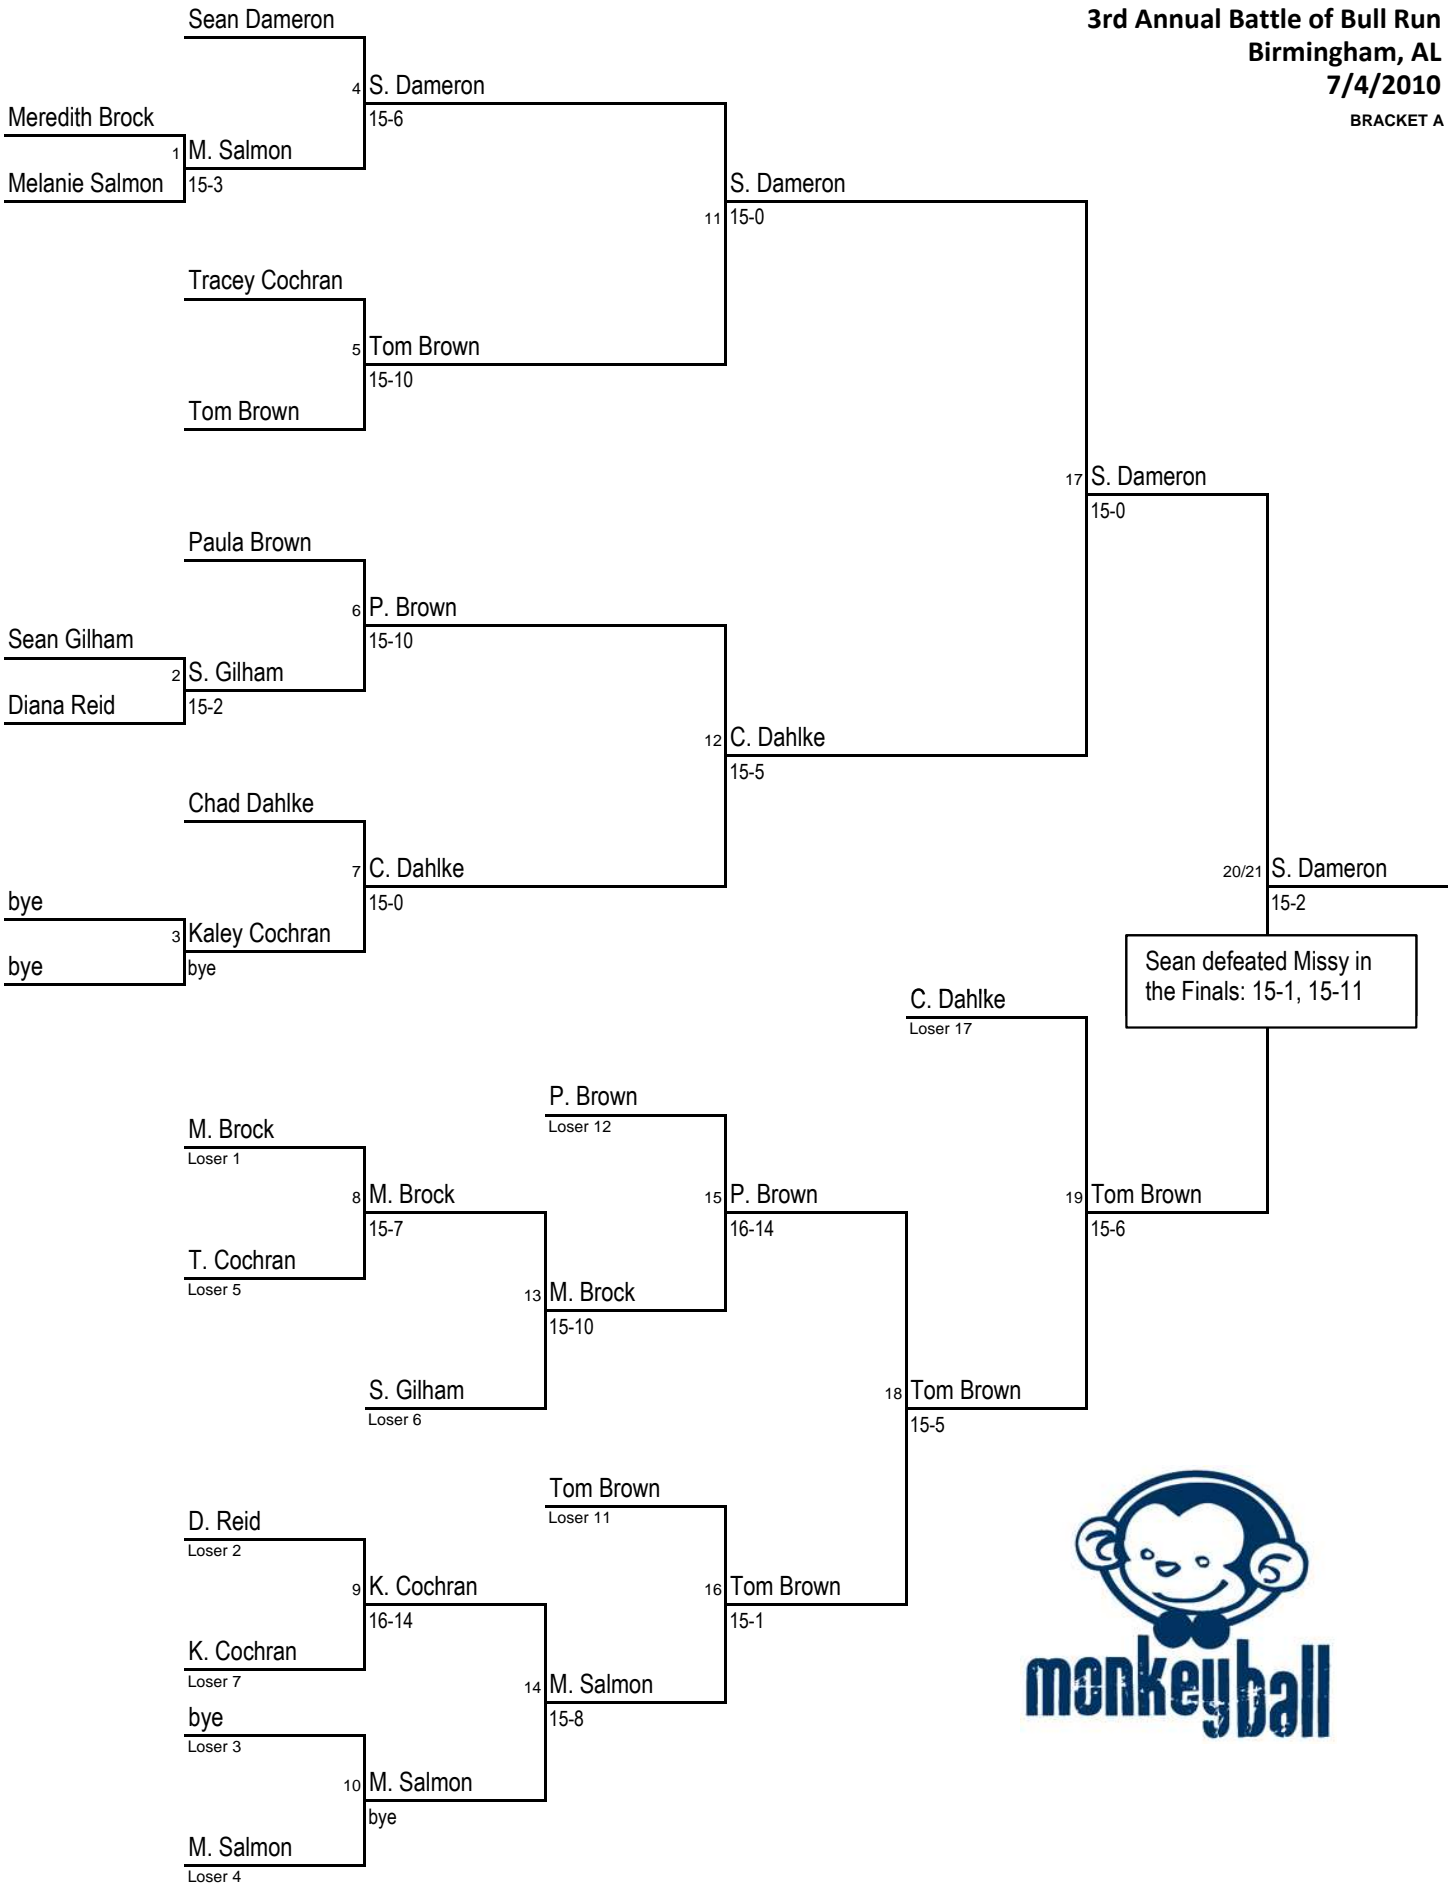 3rd Annual Battle of Bull Run
Birmingham, AL
7/4/2010
BRACKET A
Sean Dameron
4 S. Dameron
15-6
Meredith Brock
1 M. Salmon
Melanie Salmon
15-3
S. Dameron
11 15-0
Tracey Cochran
5 Tom Brown
15-10
Tom Brown
17 S. Dameron
15-0
Paula Brown
6 P. Brown
15-10
Sean Gilham
2 S. Gilham
Diana Reid
15-2
12 C. Dahlke
15-5
Chad Dahlke
7 C. Dahlke
15-0
bye
3 Kaley Cochran
bye
bye
20/21 S. Dameron
15-2
Sean defeated Missy in
the Finals: 15-1, 15-11
C. Dahlke
Loser 17
P. Brown
Loser 12
M. Brock
Loser 1
8 M. Brock
15-7
T. Cochran
Loser 5
15 P. Brown
16-14
19 Tom Brown
15-6
13 M. Brock
15-10
S. Gilham
Loser 6
18 Tom Brown
15-5
Tom Brown
Loser 11
D. Reid
Loser 2
9 K. Cochran
16-14
K. Cochran
Loser 7
16 Tom Brown
15-1
14 M. Salmon
15-8
bye
Loser 3
10 M. Salmon
bye
M. Salmon
Loser 4
monkeyball